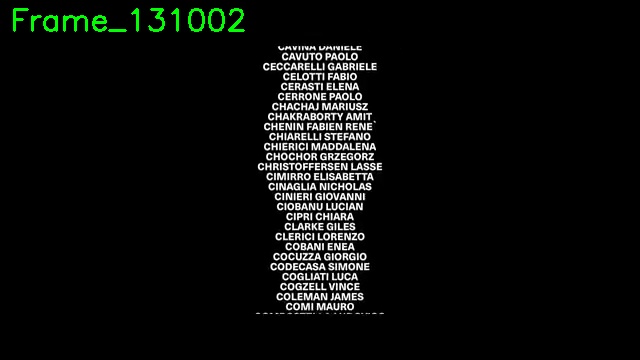 Frame_131002
CAVINA DANIELE
CAVUTO PAOLO
CECCARELLI GABRIELE
CELOTTI FABIO
CERASTI ELENA
CERRONE PAOLO
CHACHAJ MARIUSZ
CHAKRABORTY AMIT
CHENIN FABIEN RENE`
CHIARELLI STEFANO
CHIERICI MADDALENA
CHOCHOR GRZEGORZ
CHRISTOFFERSEN LASSE
CIMIRRO ELISABETTA
CINAGLIA NICHOLAS
CINIERI GIOVANNI
CIOBANU LUCIAN
CIPRI CHIARA
CLARKE GILES
CLERICI LORENZO
COBANI ENEA
COCUZZA GIORGIO
CODECASA SIMONE
COGLIATI LUCA
COGZELL VINCE
COLEMAN JAMES
COMI MAURO